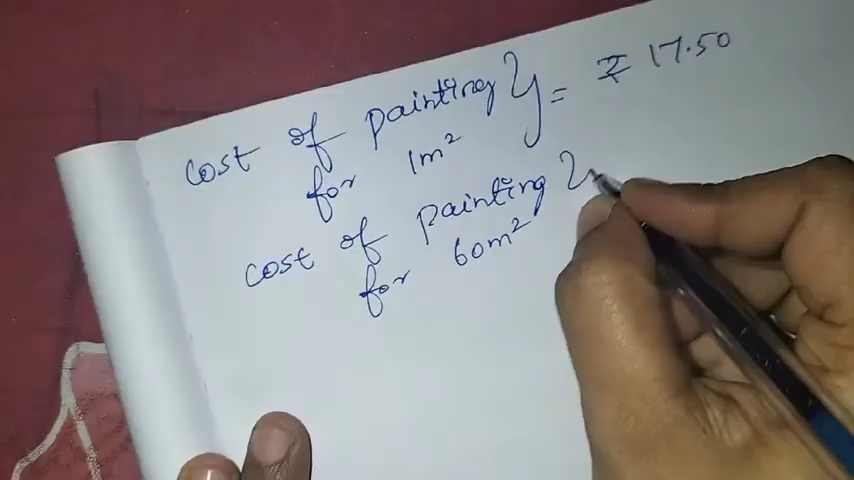 cost of painting } = ₹ 17.50
for 1m²
cost of painting
for 60m²